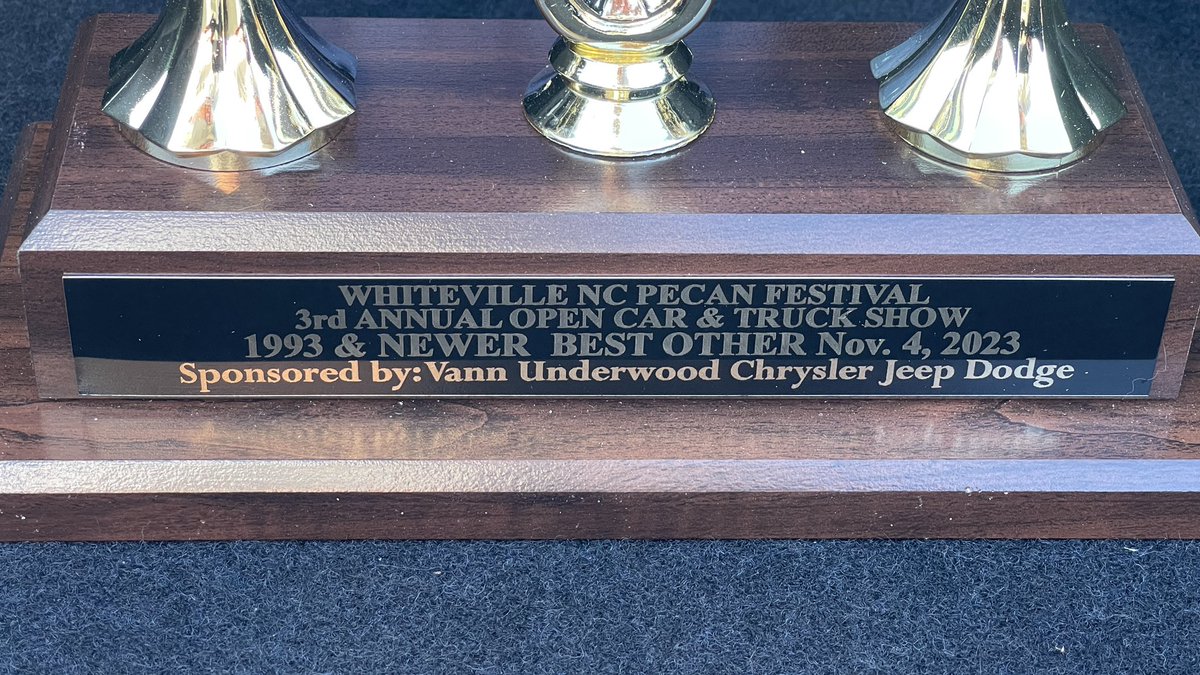 WHITEVILLE NC PECAN FESTIVAL
3rd ANNUAL OPEN CAR & TRUCK SHOW
1993 & NEWER BEST OTHER Nov. 4, 2023
Sponsored by: Vann Underwood Chrysler Jeep Dodge